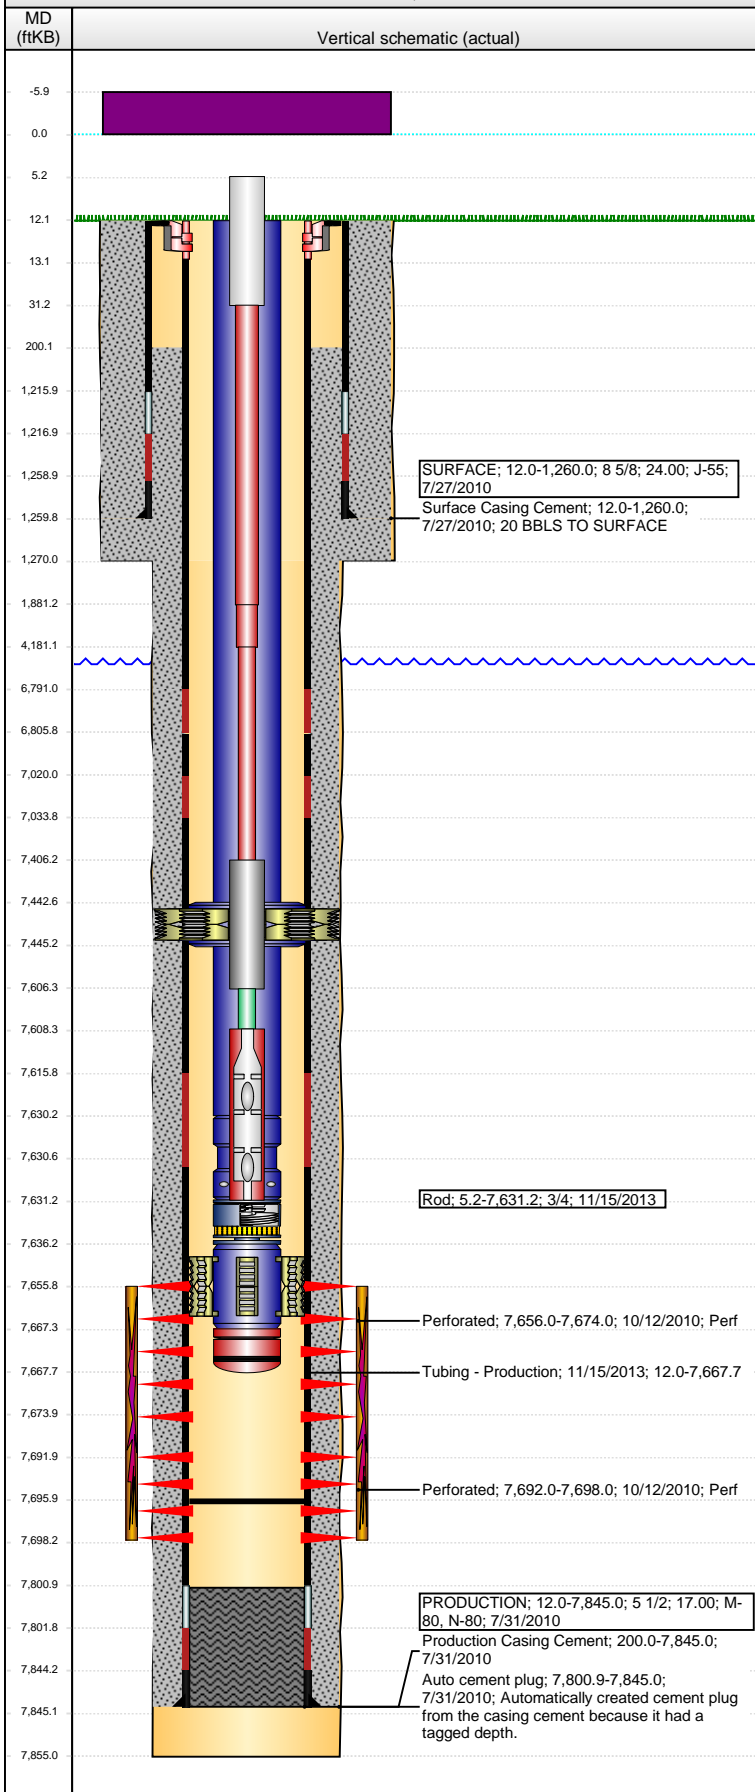 MD
(ftKB)
Vertical schematic (actual)
-5.9
0.0
5.2
12.1
13.1
31.2
200.1
1,215.9
1,216.9
1,258.9
1,259.8
1,270.0
1,881.2
4,181.1
6,791.0
6,805.8
7,020.0
7,033.8
7,406.2
7,442.6
7,445.2
7,606.3
7,608.3
7,615.8
7,630.2
7,630.6
7,631.2
7,636.2
7,655.8
7,667.3
7,667.7
7,673.9
7,691.9
7,695.9
7,698.2
7,800.9
7,801.8
7,844.2
7,845.1
7,855.0
SURFACE; 12.0-1,260.0; 8 5/8; 24.00; J-55;
7/27/2010
Surface Casing Cement; 12.0-1,260.0;
7/27/2010; 20 BBLS TO SURFACE
Rod; 5.2-7,631.2; 3/4; 11/15/2013
Perforated; 7,656.0-7,674.0; 10/12/2010; Perf
Tubing - Production; 11/15/2013; 12.0-7,667.7
Perforated; 7,692.0-7,698.0; 10/12/2010; Perf
PRODUCTION; 12.0-7,845.0; 5 1/2; 17.00; M-
80, N-80; 7/31/2010
Production Casing Cement; 200.0-7,845.0;
7/31/2010
Auto cement plug; 7,800.9-7,845.0;
7/31/2010; Automatically created cement plug
from the casing cement because it had a
tagged depth.